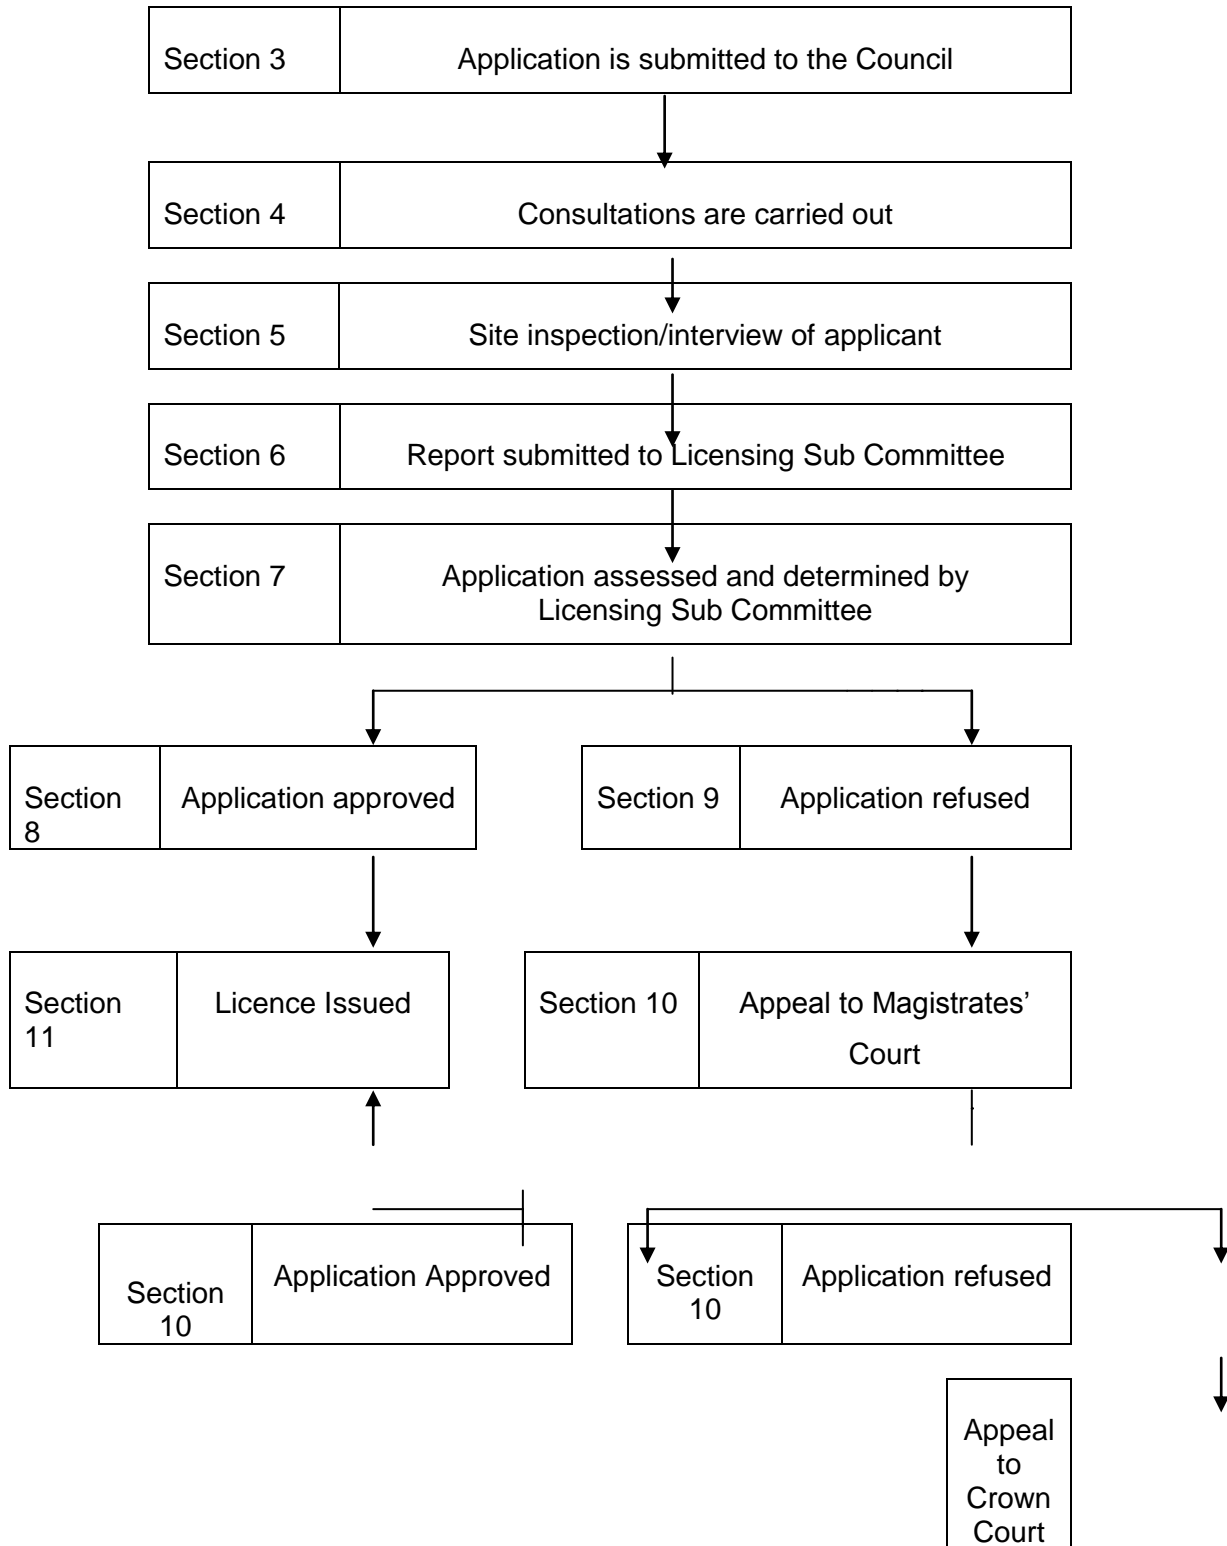 Section 3 Application is submitted to the Council
Section 4 Consultations are carried out
Section 5 Site inspection/interview of applicant
Section 6 Report submitted to Licensing Sub Committee
Section 7 Application assessed and determined by
Licensing Sub Committee
Section
8
Application approved
Section 9 Application refused
Section
11
Licence Issued
Section 10 Appeal to Magistrates’
Court
Section
10
Application Approved
Section
10
Application refused
Appeal
to
Crown
Court